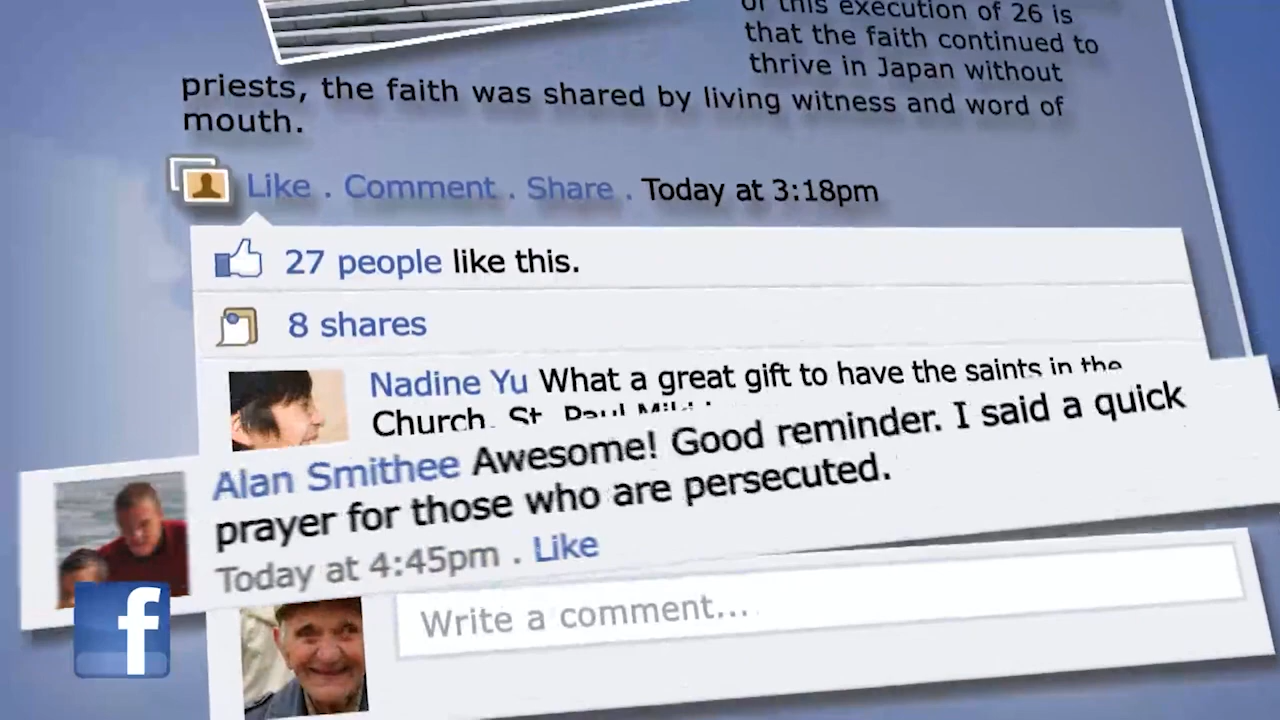 of this execution of 26 is
that the faith continued to
thrive in Japan without
priests, the faith was shared by living witness and word of
mouth.
Like . Comment . Share . Today at 3:18pm
27 people like this.
8 shares
Nadine Yu What a great gift to have the saints in the
Church. St. Paul
Alan Smithee Awesome! Good reminder. I said a quick
prayer for those who are persecuted.
Today at 4:45pm . Like
Write a comment...
f